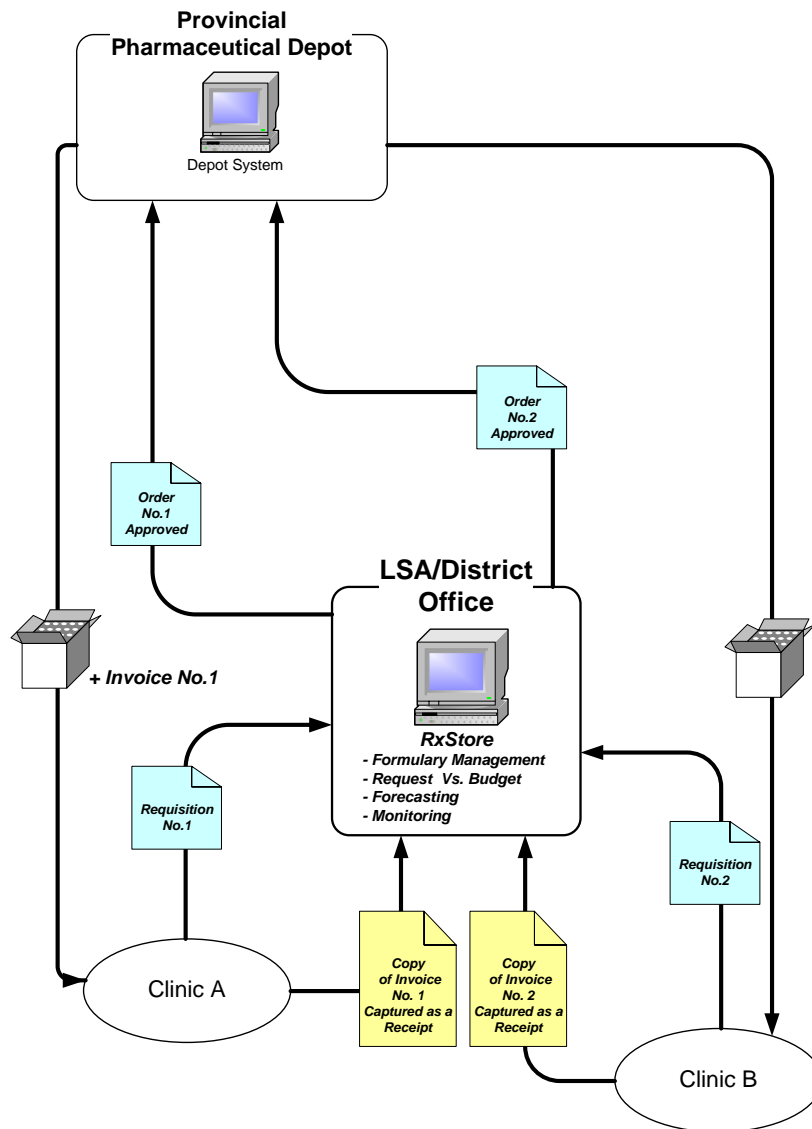 Provincial
Pharmaceutical Depot
Depot System
Order
No.2
Approved
Order
No.1
Approved
LSA/District
Office
+ Invoice No.1
RxStore
- Formulary Management
- Request Vs. Budget
- Forecasting
- Monitoring
Requisition
No.1
Requisition
No.2
Clinic A
Copy
of Invoice
No. 1
Captured as a
Receipt
Copy
of Invoice
No. 2
Captured as a
Receipt
Clinic B